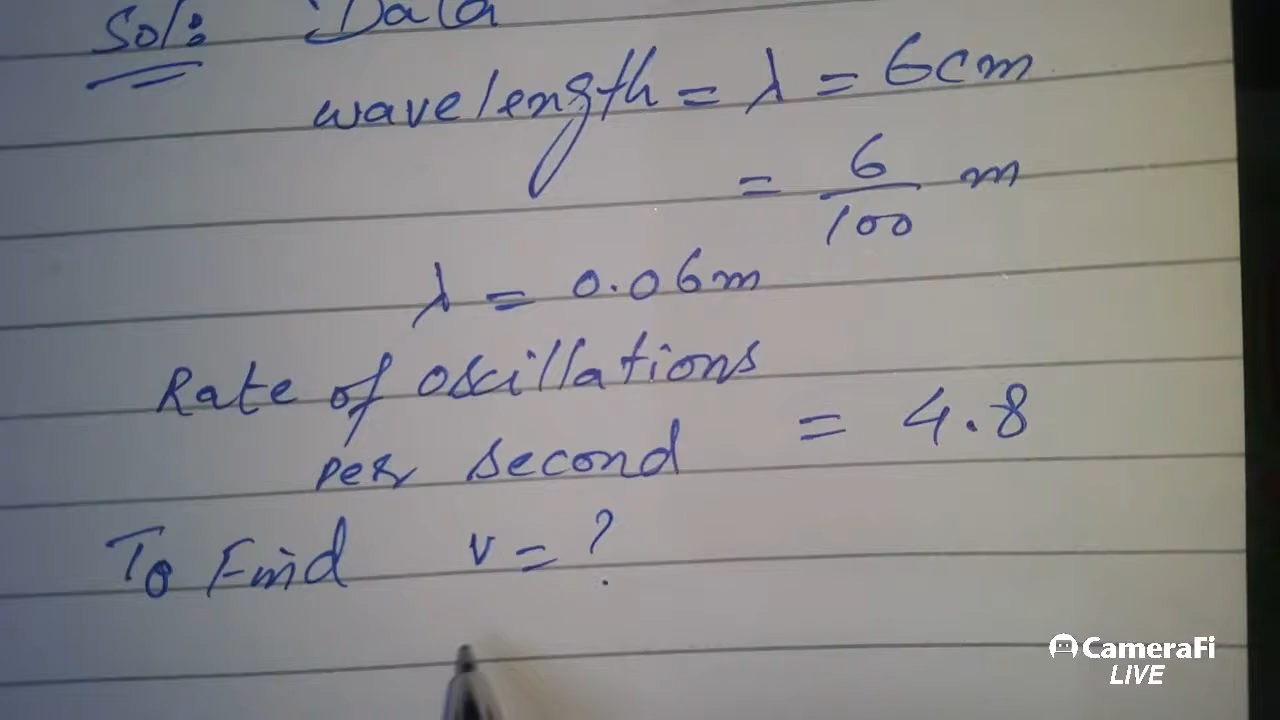 Sol: Data
wavelength = λ = 6cm
= 6/100 m
λ = 0.06m
Rate of oscillations
per second = 4.8
To Find v = ?
CameraFi
LIVE